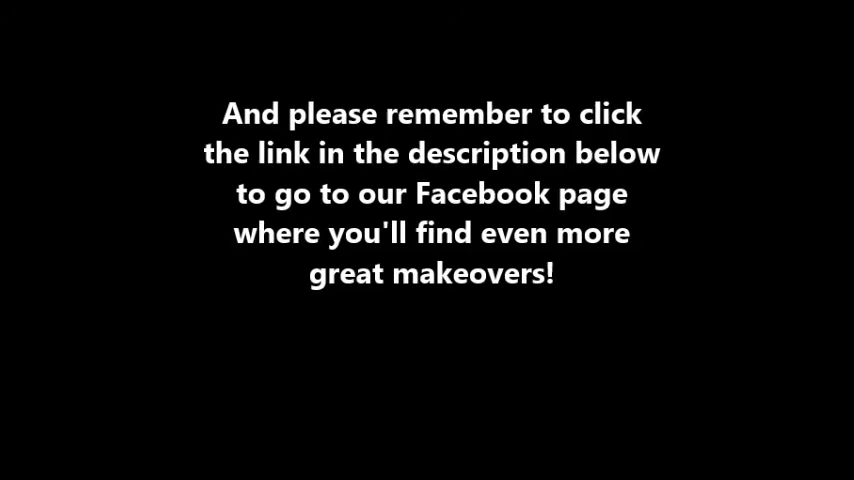 And please remember to click
the link in the description below
to go to our Facebook page
where you'll find even more
great makeovers!